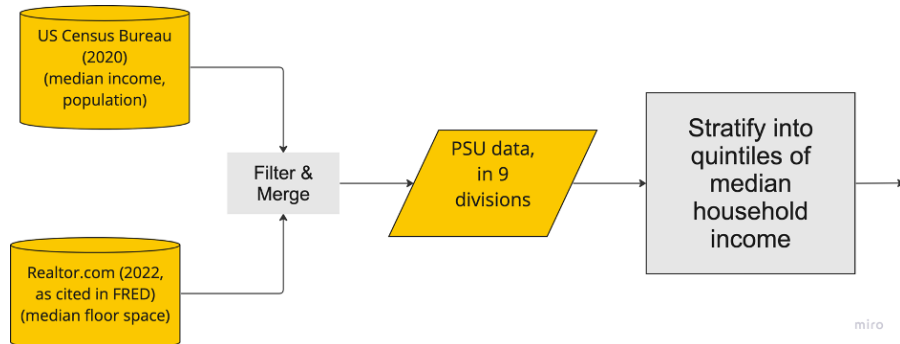 US Census Bureau
(2020)
(median income,
population)
Filter &
Merge
PSU data,
in 9
divisions
Stratify into
quintiles of
median
household
income
Realtor.com (2022,
as cited in FRED)
(median floor space)
miro